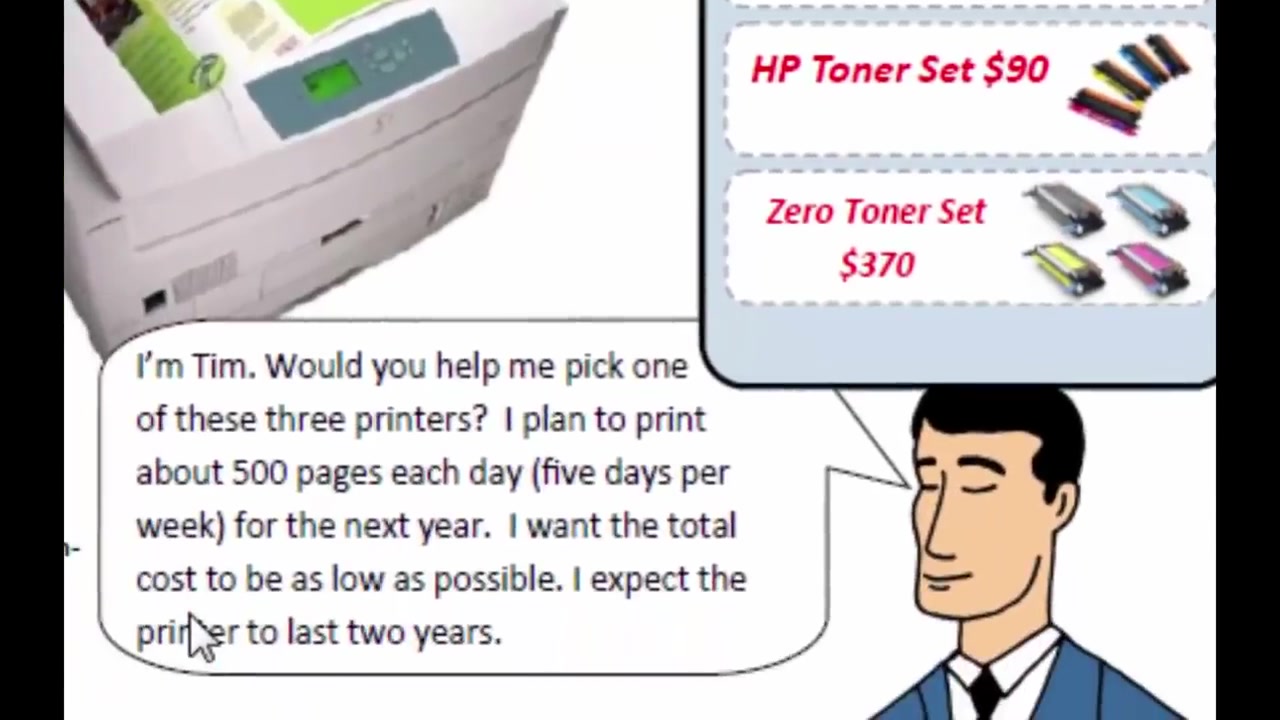 HP Toner Set $90
Zero Toner Set
$370
I'm Tim. Would you help me pick one
of these three printers? I plan to print
about 500 pages each day (five days per
week) for the next year. I want the total
cost to be as low as possible. I expect the
printer to last two years.